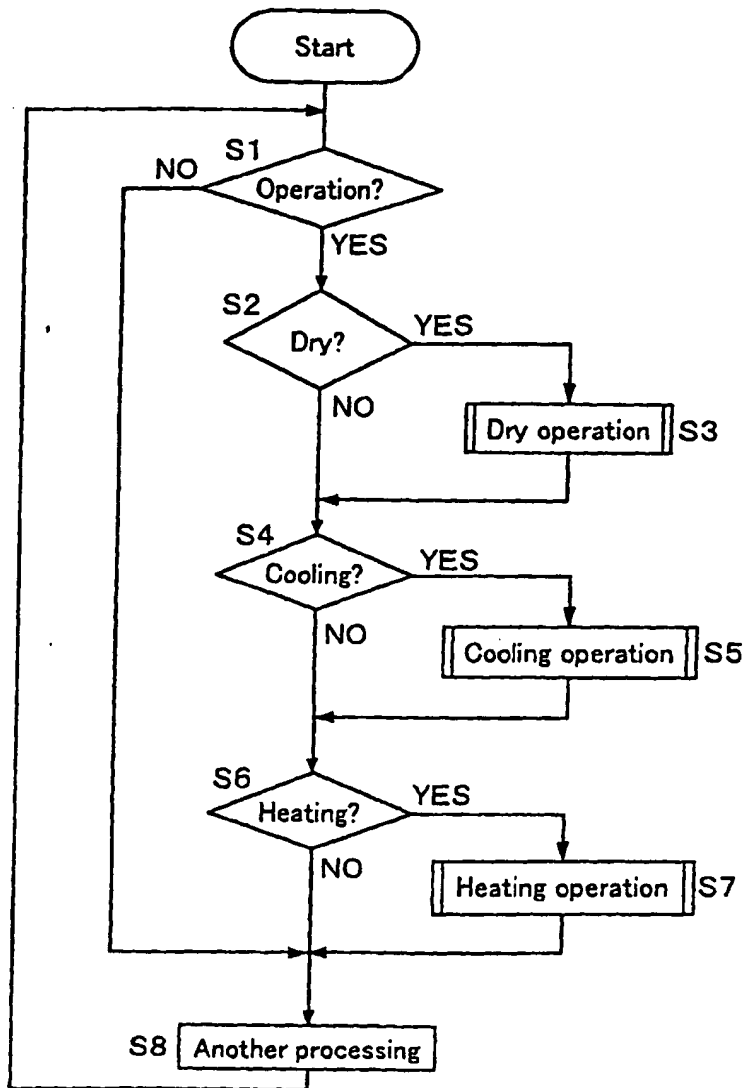 Start
S1
NO
Operation?
YES
S2
YES
Dry?
NO
Dry operation
S3
S4
YES
Cooling?
NO
Cooling operation
S5
S6
YES
Heating?
NO
Heating operation
S7
S8
Another processing